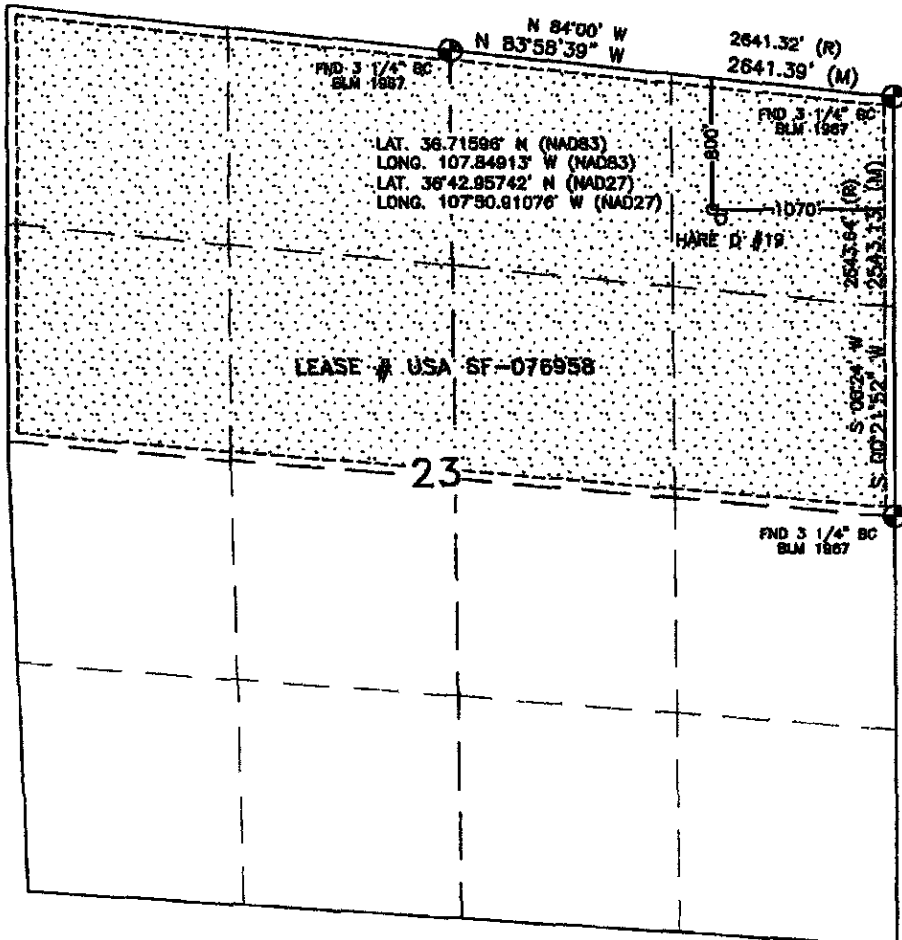 N 84°00' W
N 83°58'39" W
2641.32' (R)
2641.39' (M)
FND 3 1/4" BC
BLM 1967
FND 3 1/4" BC
BLM 1967
LAT. 36.71596° N (NAD83)
LONG. 107.84913° W (NAD83)
LAT. 36°42.95742' N (NAD27)
LONG. 107°50.91076' W (NAD27)
800'
1070'
HARE D #19
2543.64' (R)
2543.13' (M)
S 00°24' W
S 00°21'52" W
LEASE # USA SF-076958
23
FND 3 1/4" BC
BLM 1967